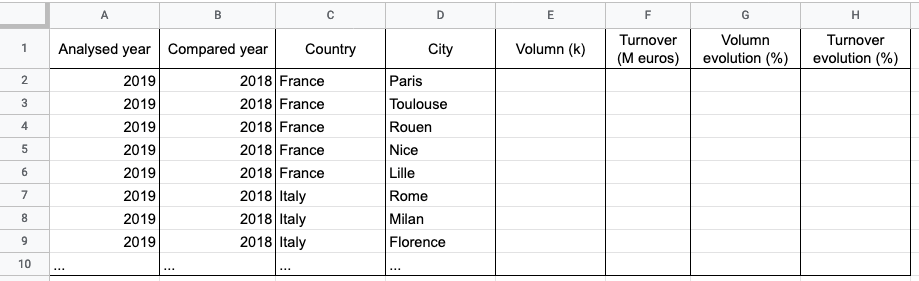 A B C D E F G H
1 Analysed year Compared year Country City Volumn (k) Turnover (M euros) Volumn evolution (%) Turnover evolution (%)
2 2019 2018 France Paris
3 2019 2018 France Toulouse
4 2019 2018 France Rouen
5 2019 2018 France Nice
6 2019 2018 France Lille
7 2019 2018 Italy Rome
8 2019 2018 Italy Milan
9 2019 2018 Italy Florence
10 ... ... ... ...